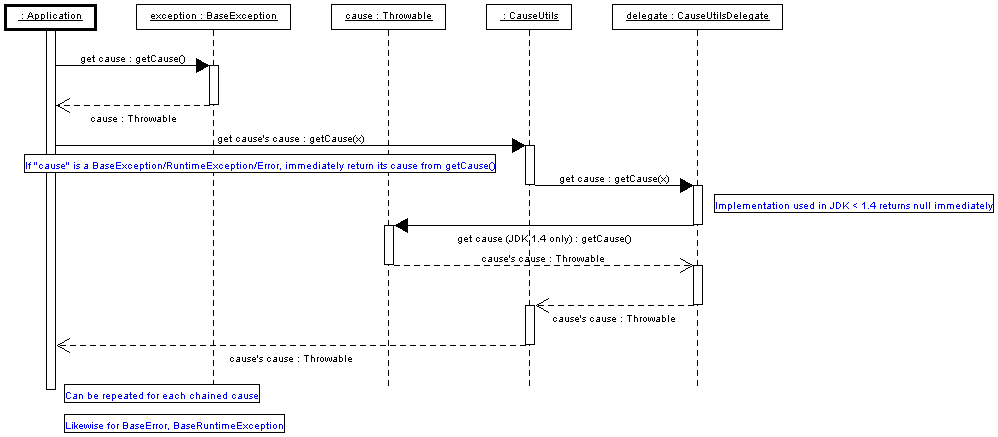 : Application
exception : BaseException
cause : Throwable
: CauseUtils
delegate : CauseUtilsDelegate
get cause : getCause()
cause : Throwable
get cause's cause : getCause(x)
If "cause" is a BaseException/RuntimeException/Error, immediately return its cause from getCause()
get cause : getCause(x)
Implementation used in JDK < 1.4 returns null immediately
get cause (JDK 1.4 only) : getCause()
cause's cause : Throwable
cause's cause : Throwable
cause's cause : Throwable
Can be repeated for each chained cause
Likewise for BaseError, BaseRuntimeException